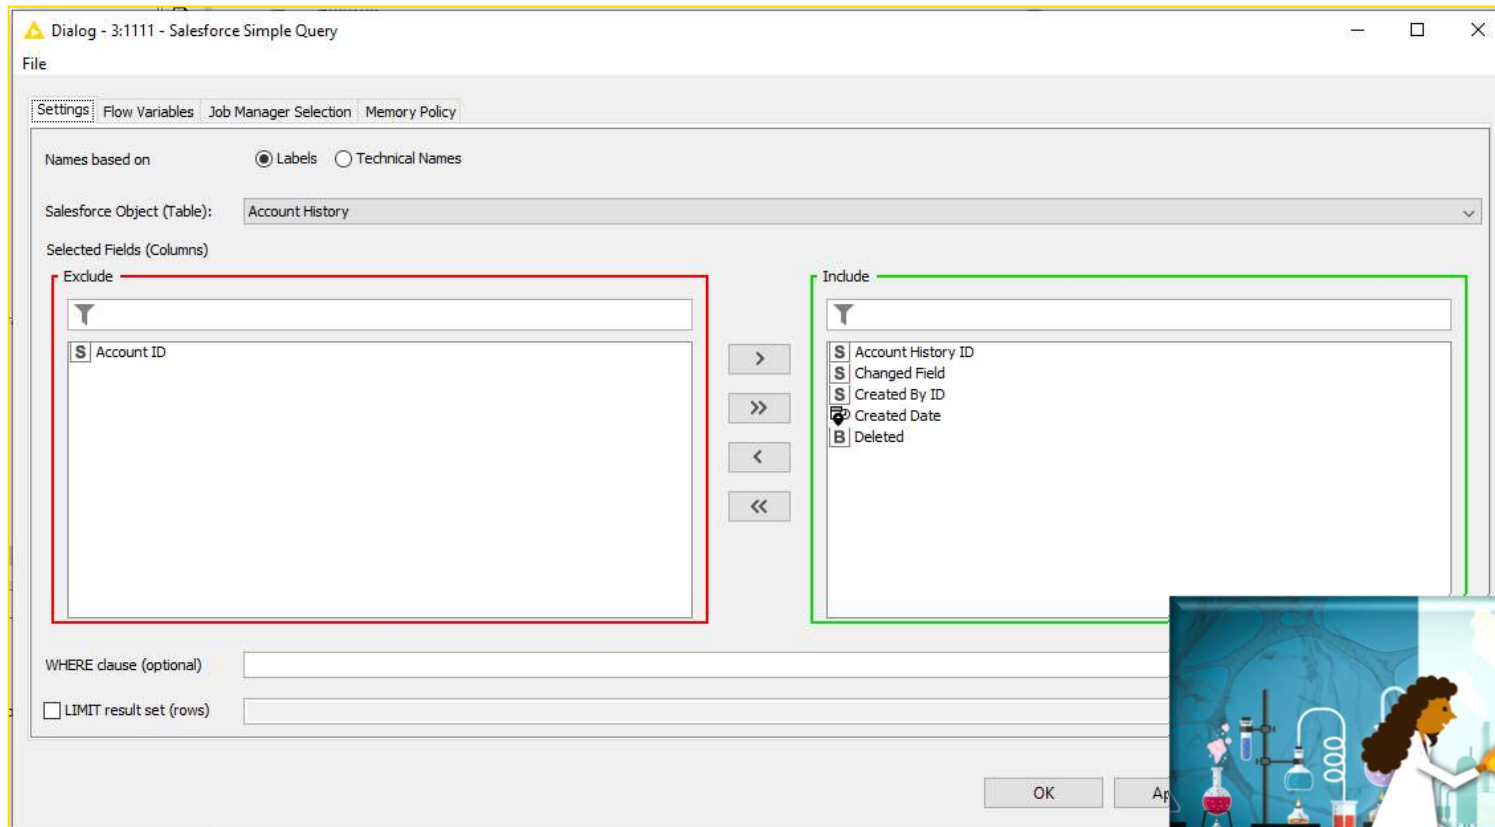 Dialog - 3:1111 - Salesforce Simple Query
File
Settings Flow Variables Job Manager Selection Memory Policy
Names based on Labels Technical Names
Salesforce Object (Table): Account History
Selected Fields (Columns)
Exclude Include
S Account ID S Account History ID
S Changed Field
S Created By ID
Created Date
B Deleted
> 
>>
<
<<
WHERE clause (optional)
LIMIT result set (rows)
OK Ap